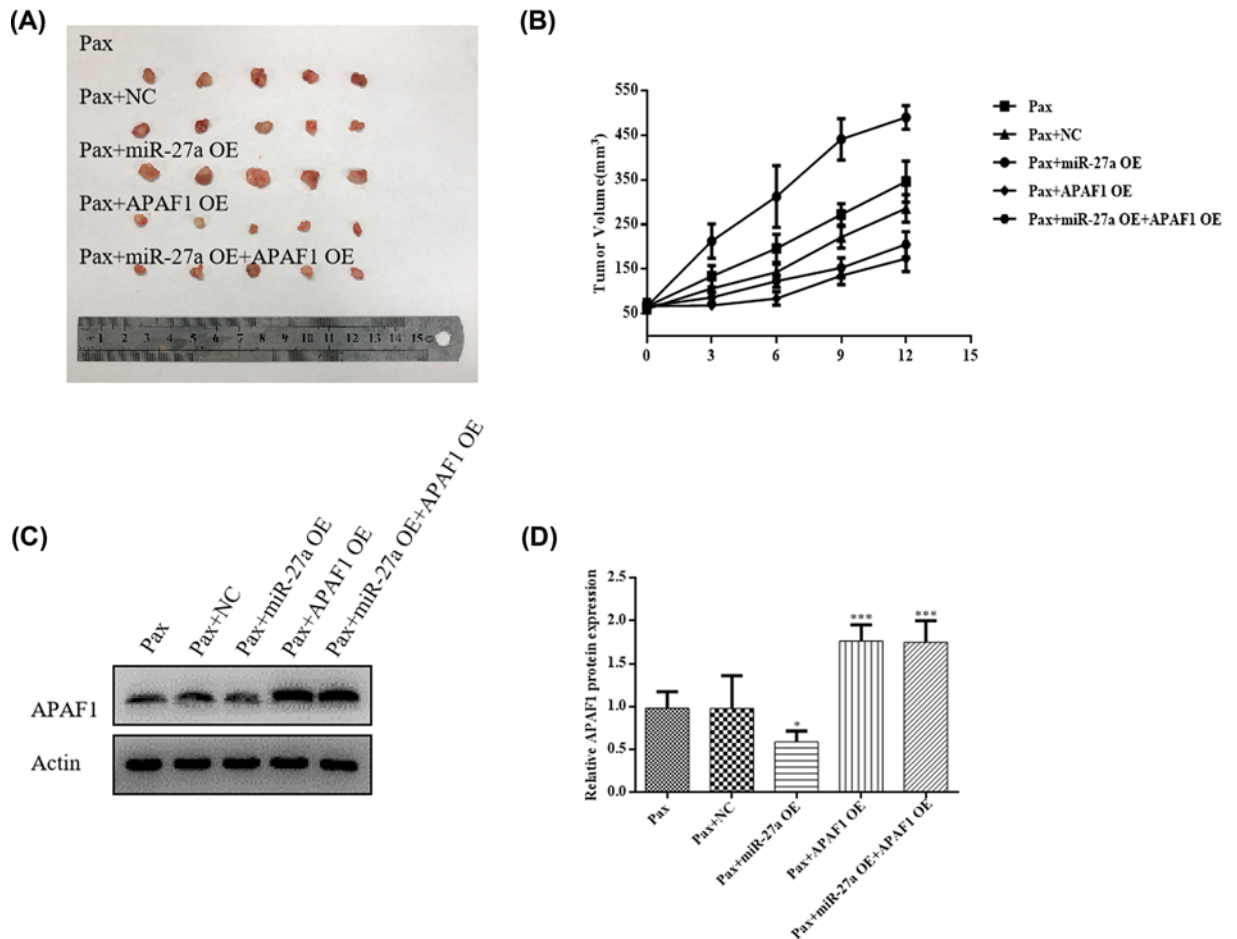 (A)
Pax
Pax+NC
Pax+miR-27a OE
Pax+APAF1 OE
Pax+miR-27a OE+APAF1 OE
1 2 3 4 5 6 7 8 9 10 11 12 13 14 15
(B)
550
450
350
250
150
50
Tumor Volume(mm³)
0 3 6 9 12 15
Pax
Pax+NC
Pax+miR-27a OE
Pax+APAF1 OE
Pax+miR-27a OE+APAF1 OE
(C)
Pax
Pax+NC
Pax+miR-27a OE
Pax+APAF1 OE
Pax+miR-27a OE+APAF1 OE
APAF1
Actin
(D)
Relative APAF1 protein expression
2.5
2.0
1.5
1.0
0.5
0.0
*
***
***
Pax
Pax+NC
Pax+miR-27a OE
Pax+APAF1 OE
Pax+miR-27a OE+APAF1 OE